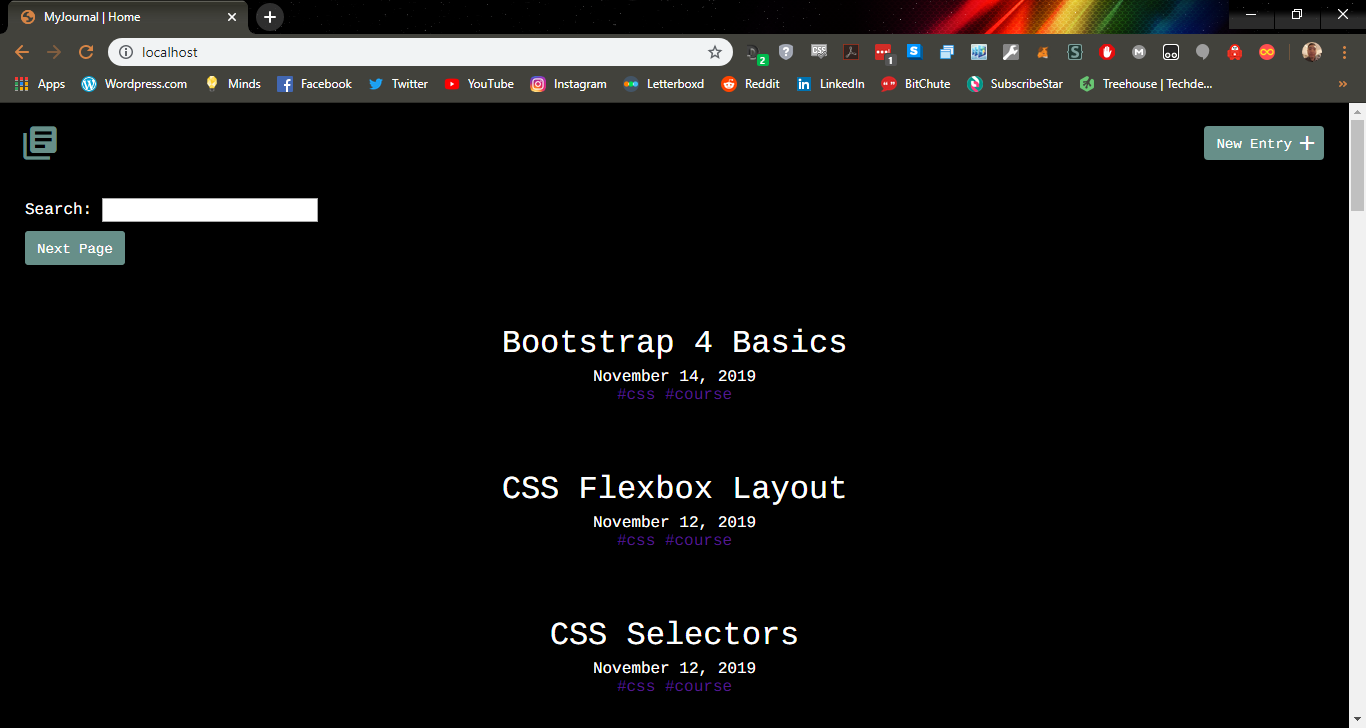 MyJournal | Home
localhost
2
1
Apps Wordpress.com Minds Facebook Twitter YouTube Instagram Letterboxd Reddit LinkedIn BitChute SubscribeStar Treehouse | Techde...
New Entry
Search:
Next Page
Bootstrap 4 Basics
November 14, 2019
#css #course
CSS Flexbox Layout
November 12, 2019
#css #course
CSS Selectors
November 12, 2019
#css #course